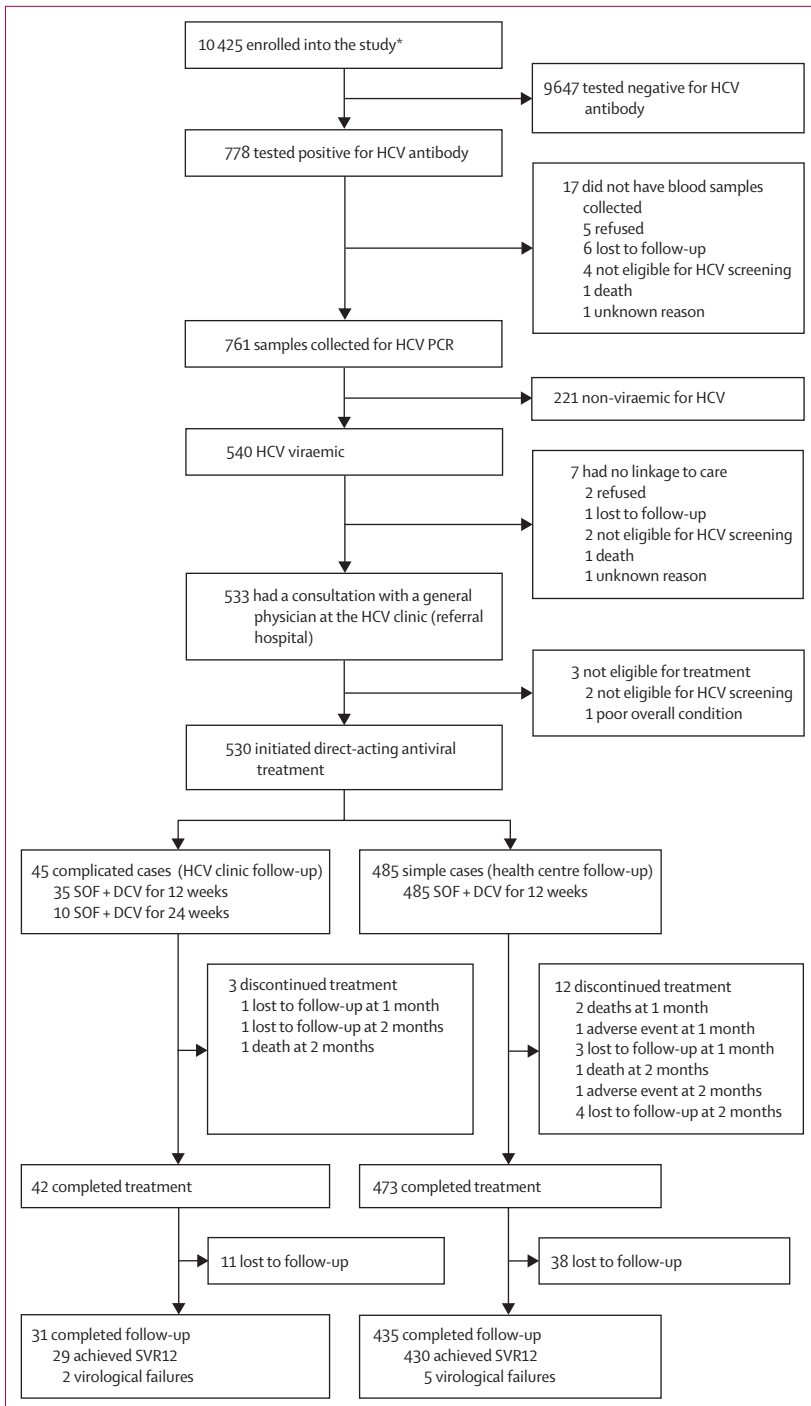 10 425 enrolled into the study*
9647 tested negative for HCV
antibody
778 tested positive for HCV antibody
17 did not have blood samples
collected
5 refused
6 lost to follow-up
4 not eligible for HCV screening
1 death
1 unknown reason
761 samples collected for HCV PCR
221 non-viraemic for HCV
540 HCV viraemic
7 had no linkage to care
2 refused
1 lost to follow-up
2 not eligible for HCV screening
1 death
1 unknown reason
533 had a consultation with a general
physician at the HCV clinic (referral
hospital)
3 not eligible for treatment
2 not eligible for HCV screening
1 poor overall condition
530 initiated direct-acting antiviral
treatment
45 complicated cases (HCV clinic follow-up)
35 SOF + DCV for 12 weeks
10 SOF + DCV for 24 weeks
485 simple cases (health centre follow-up)
485 SOF + DCV for 12 weeks
3 discontinued treatment
1 lost to follow-up at 1 month
1 lost to follow-up at 2 months
1 death at 2 months
12 discontinued treatment
2 deaths at 1 month
1 adverse event at 1 month
3 lost to follow-up at 1 month
1 death at 2 months
1 adverse event at 2 months
4 lost to follow-up at 2 months
42 completed treatment
473 completed treatment
11 lost to follow-up
38 lost to follow-up
31 completed follow-up
29 achieved SVR12
2 virological failures
435 completed follow-up
430 achieved SVR12
5 virological failures